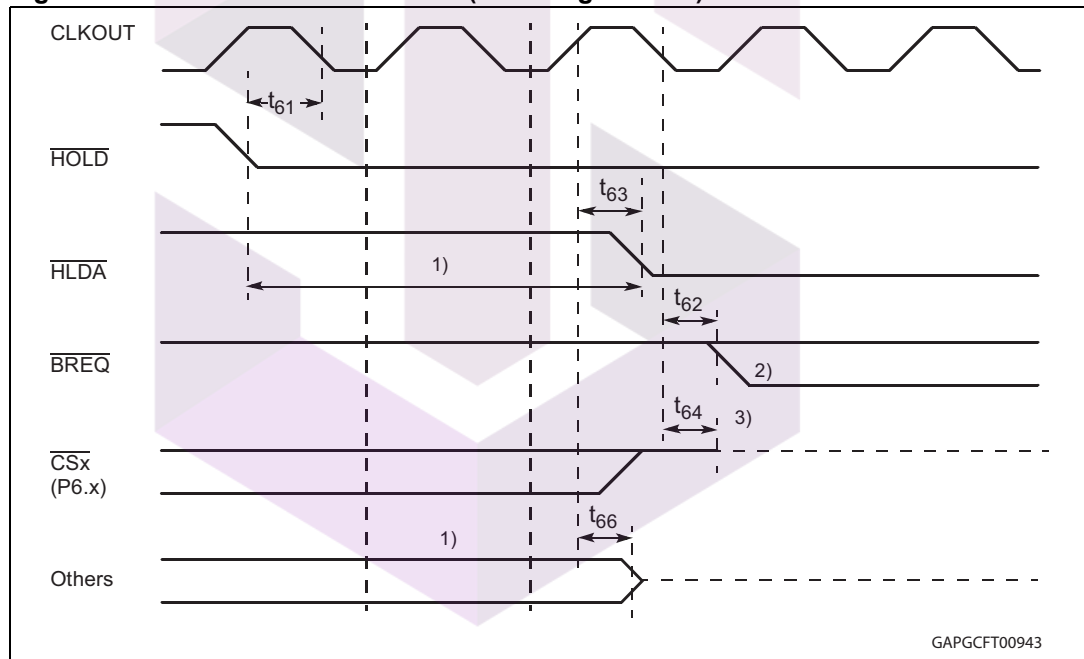 CLKOUT
t61
HOLD
t63
HLDA
1)
t62
BREQ
2)
t64
3)
CSx
(P6.x)
t66
1)
Others
GAPGCFT00943